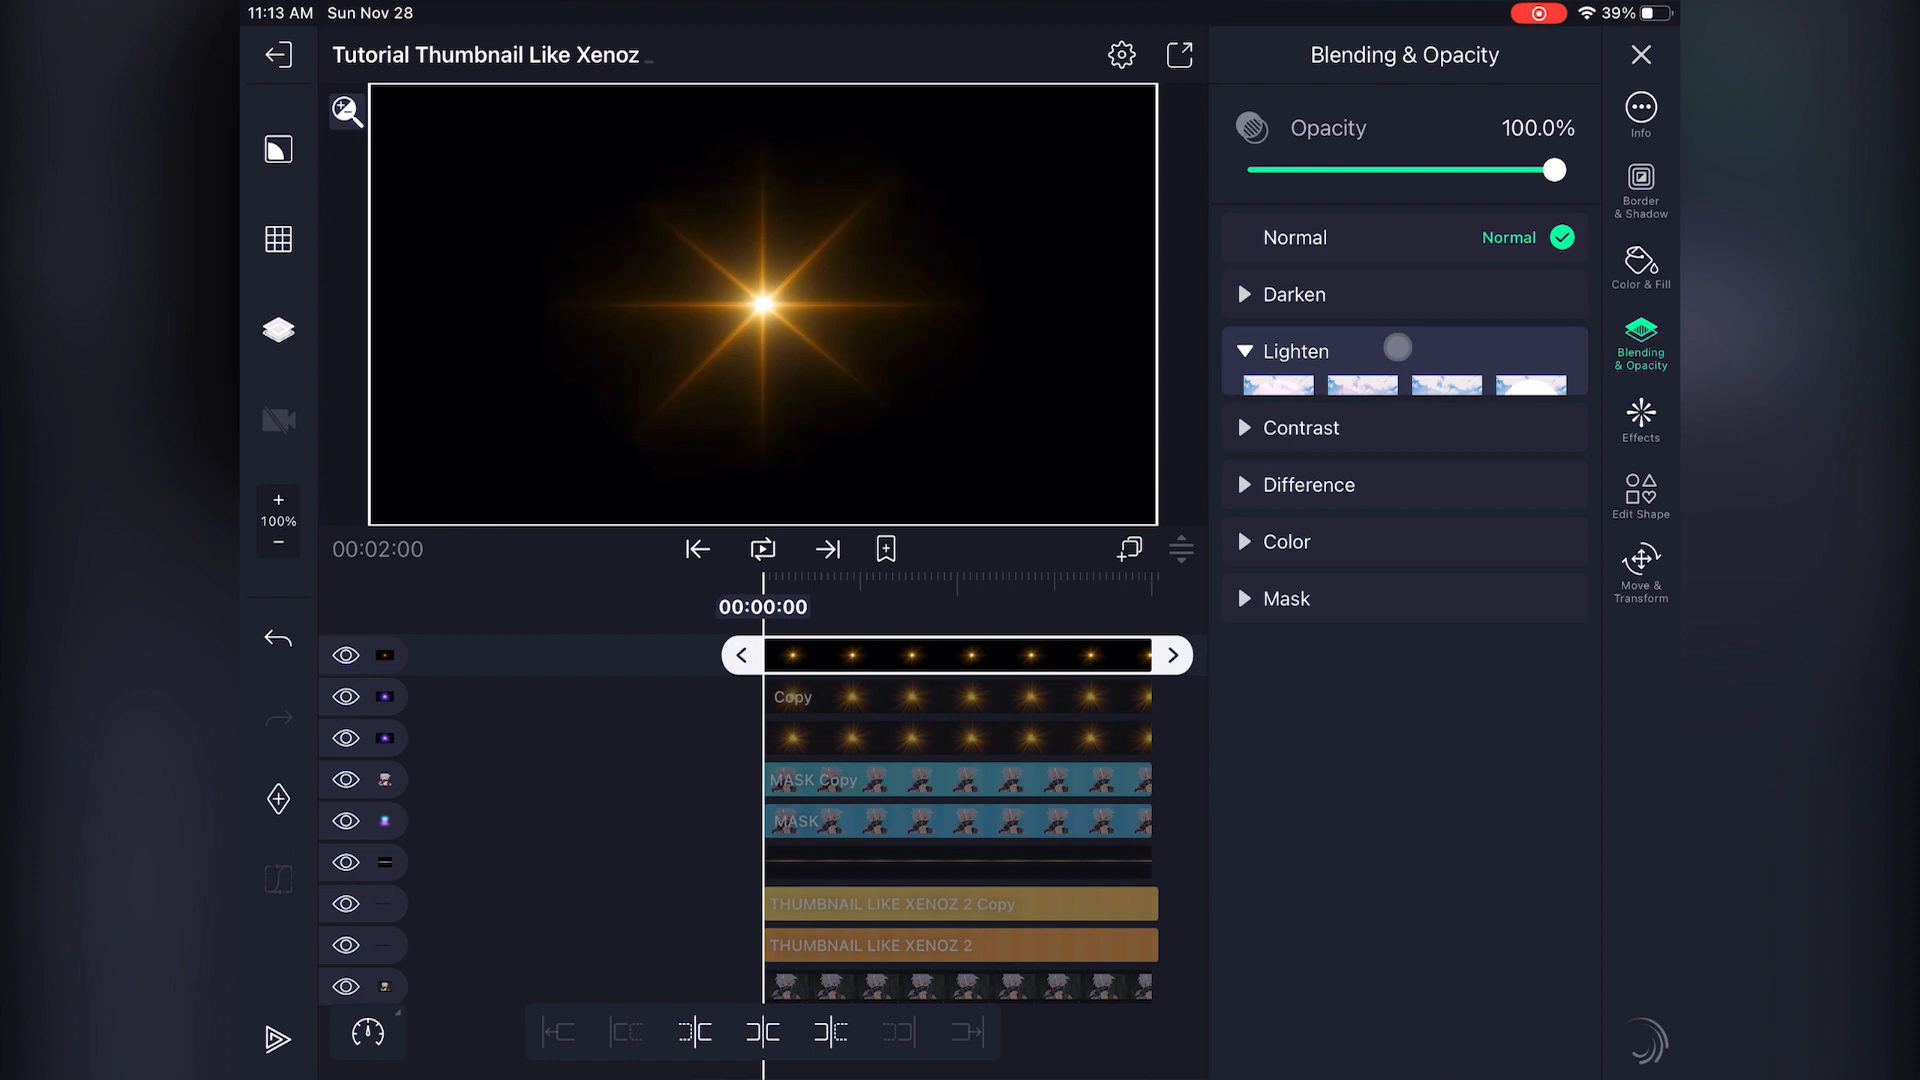 11:13 AM Sun Nov 28
39%
Tutorial Thumbnail Like Xenoz
Blending & Opacity
Opacity 100.0%
Normal Normal
Darken
Lighten
Contrast
Difference
Color
Mask
Info
Border
& Shadow
Color & Fill
Blending
& Opacity
Effects
Edit Shape
Move &
Transform
+
100%
−
00:02:00
00:00:00
Copy
MASK Copy
MASK
THUMBNAIL LIKE XENOZ 2 Copy
THUMBNAIL LIKE XENOZ 2